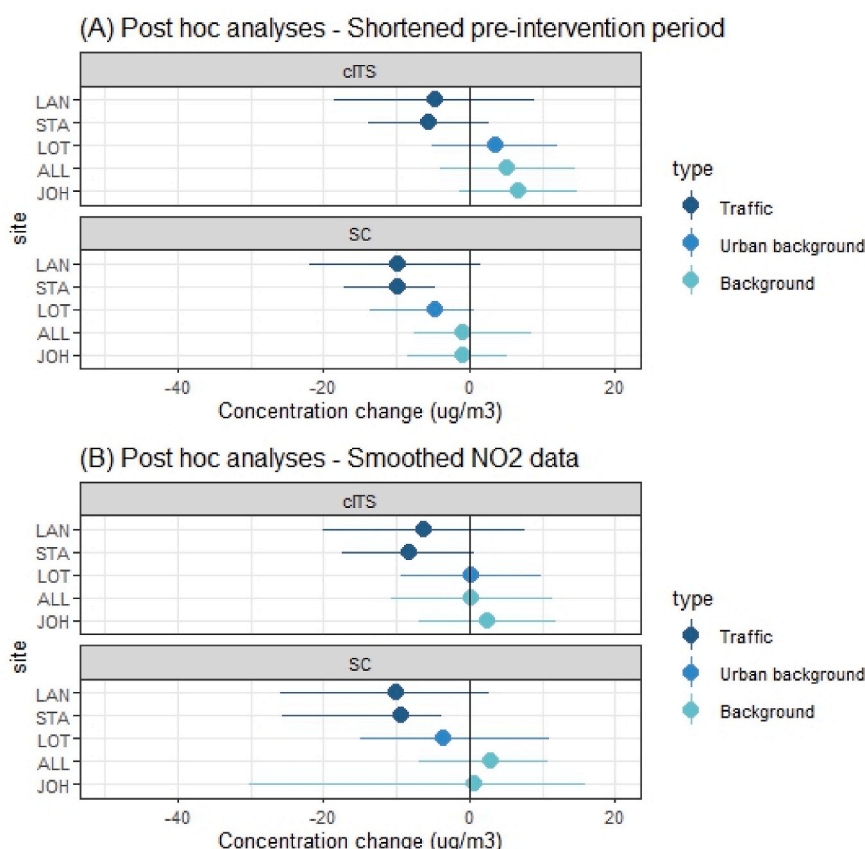 (A) Post hoc analyses - Shortened pre-intervention period
cITS
LAN
STA
LOT
ALL
JOH
SC
LAN
STA
LOT
ALL
JOH
site
-40 -20 0 20
Concentration change (ug/m3)
type
Traffic
Urban background
Background
(B) Post hoc analyses - Smoothed NO2 data
cITS
LAN
STA
LOT
ALL
JOH
SC
LAN
STA
LOT
ALL
JOH
site
-40 -20 0 20
Concentration change (ug/m3)
type
Traffic
Urban background
Background